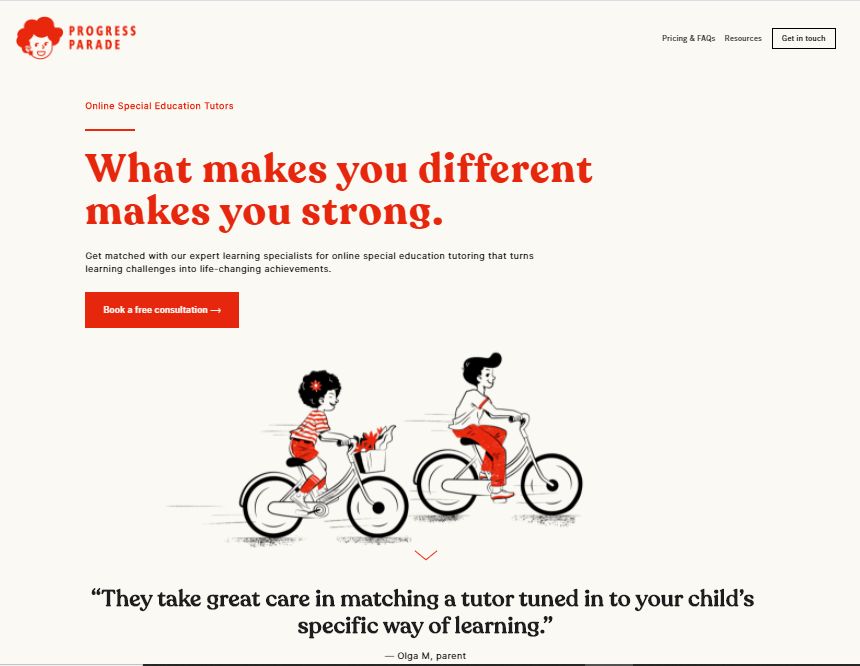 PROGRESS
PARADE
Pricing & FAQs
Resources
Get in touch
Online Special Education Tutors
What makes you different
makes you strong.
Get matched with our expert learning specialists for online special education tutoring that turns
learning challenges into life-changing achievements.
Book a free consultation →
“They take great care in matching a tutor tuned in to your child’s
specific way of learning.”
— Olga M, parent